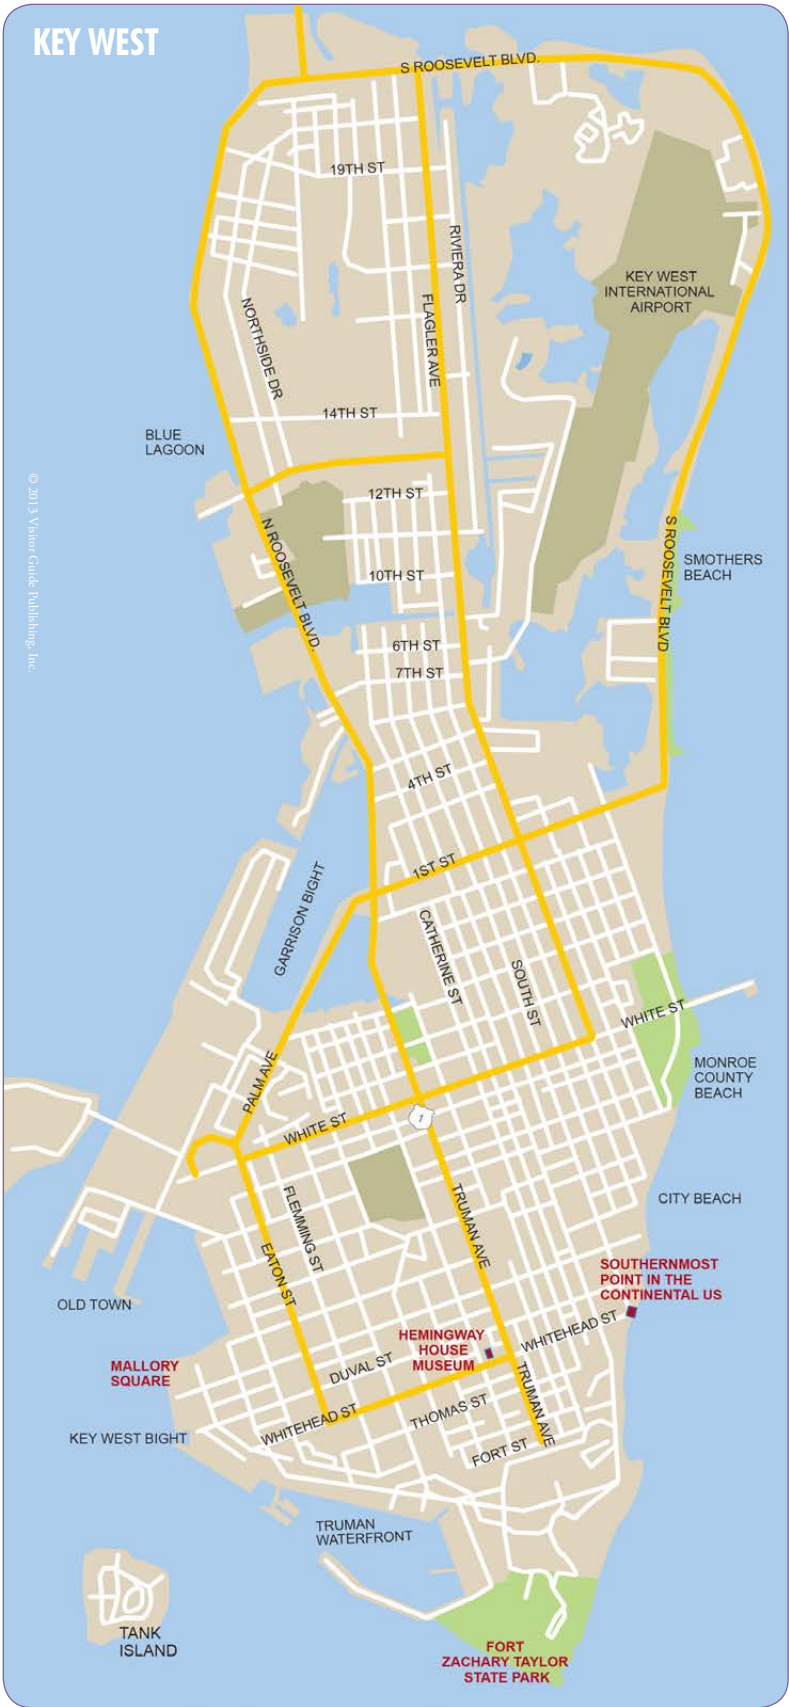 KEY WEST
S ROOSEVELT BLVD.
19TH ST
RIVIERA DR
KEY WEST
INTERNATIONAL
AIRPORT
FLAGLER AVE
NORTHSIDE DR
14TH ST
BLUE
LAGOON
© 2013 Visitor Guide Publishing, Inc.
12TH ST
N ROOSEVELT BLVD.
S ROOSEVELT BLVD
SMOTHERS
BEACH
10TH ST
6TH ST
7TH ST
4TH ST
1ST ST
GARRISON BIGHT
CATHERINE ST
SOUTH ST
WHITE ST
MONROE
COUNTY
BEACH
PALM AVE
1
WHITE ST
FLEMMING ST
TRUMAN AVE
CITY BEACH
EATON ST
SOUTHERNMOST
POINT IN THE
CONTINENTAL US
OLD TOWN
WHITEHEAD ST
HEMINGWAY
HOUSE
MUSEUM
MALLORY
SQUARE
DUVAL ST
TRUMAN AVE
THOMAS ST
WHITEHEAD ST
KEY WEST BIGHT
FORT ST
TRUMAN
WATERFRONT
TANK
ISLAND
FORT
ZACHARY TAYLOR
STATE PARK